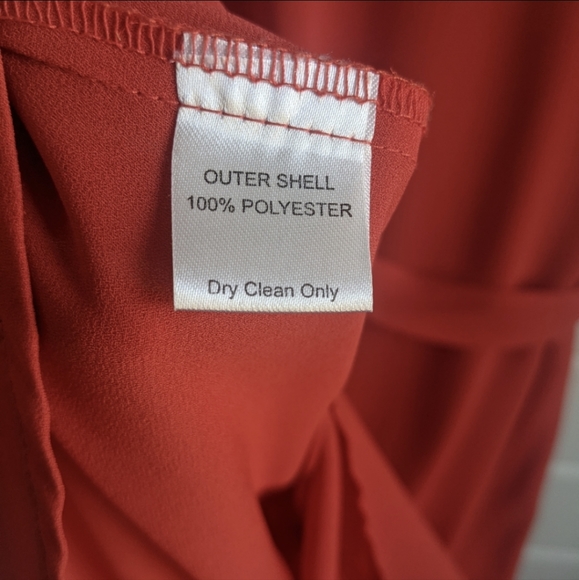 OUTER SHELL
100% POLYESTER
Dry Clean Only